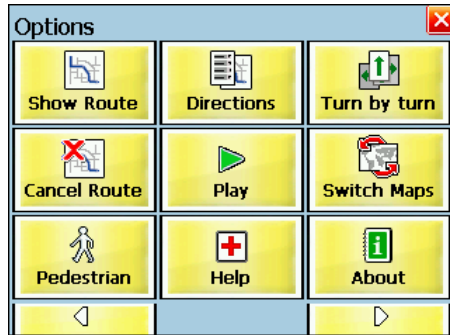 Options
Show Route
Directions
Turn by turn
Cancel Route
Play
Switch Maps
Pedestrian
Help
About